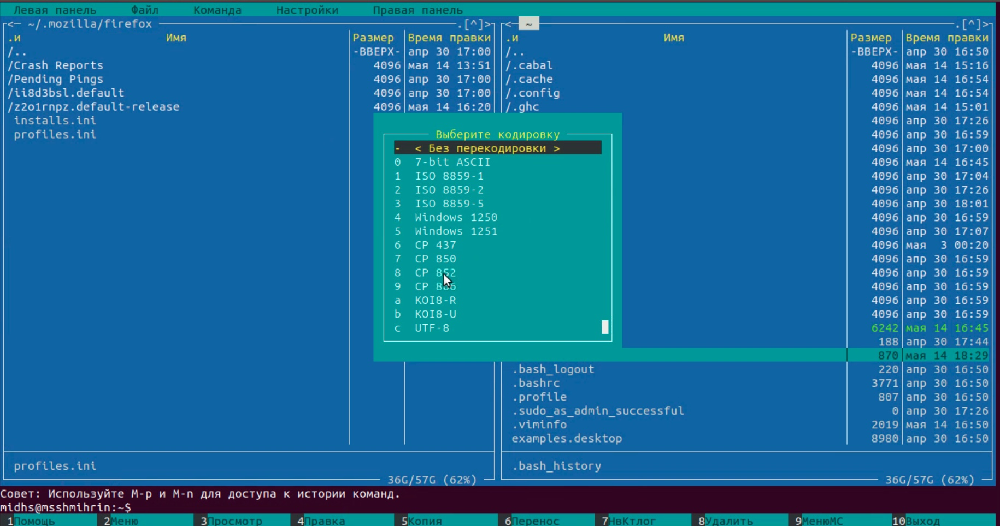 Левая панель Файл Команда Настройки Правая панель
<─ ~/.mozilla/firefox .[^]> <─ ~ .[^]>
.и Имя Размер Время правки .и Имя Размер Время правки
/.. -ВВЕРХ- апр 30 17:00 /.. -ВВЕРХ- апр 30 16:50
/Crash Reports 4096 мая 14 13:51 /.cabal 4096 мая 14 15:16
/Pending Pings 4096 апр 30 17:00 /.cache 4096 мая 14 16:54
/ii8d3bsl.default 4096 апр 30 17:00 /.config 4096 мая 14 16:54
/z2o1rnpz.default-release 4096 мая 14 16:20 /.ghc 4096 мая 14 15:01
installs.ini 4096 апр 30 17:26
profiles.ini Выберите кодировку 4096 апр 30 16:59
- < Без перекодировки > 4096 апр 30 17:00
0 7-bit ASCII 4096 мая 14 16:45
1 ISO 8859-1 4096 апр 30 17:04
2 ISO 8859-2 4096 апр 30 17:26
3 ISO 8859-5 4096 апр 30 18:01
4 Windows 1250 4096 апр 30 16:59
5 Windows 1251 4096 апр 30 17:07
6 CP 437 4096 мая 3 00:20
7 CP 850 4096 апр 30 16:59
8 CP 852 4096 апр 30 16:59
9 CP 866 4096 апр 30 16:59
a KOI8-R 4096 апр 30 16:59
b KOI8-U 4096 апр 30 16:59
c UTF-8 6242 мая 14 16:45
188 апр 30 17:44
870 мая 14 18:29
.bash_logout 220 апр 30 16:50
.bashrc 3771 апр 30 16:50
.profile 807 апр 30 16:50
.sudo_as_admin_successful 0 апр 30 17:26
.viminfo 2019 мая 14 16:50
examples.desktop 8980 апр 30 16:50
profiles.ini .bash_history
36G/57G (62%) 36G/57G (62%)
Совет: Используйте M-p и M-n для доступа к истории команд.
midhs@msshmihrin:~$
1Помощь 2Меню 3Просмотр 4Правка 5Копия 6Перенос 7НвКтлог 8Удалить 9МенюMC 10Выход